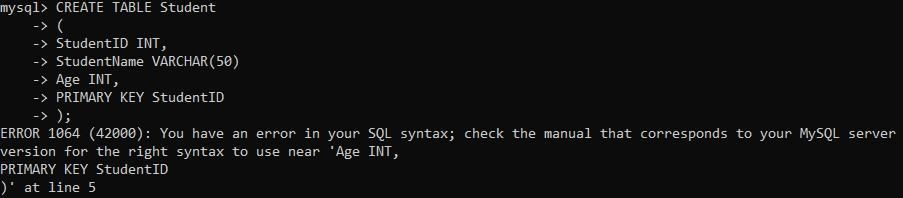 mysql> CREATE TABLE Student
-> (
-> StudentID INT,
-> StudentName VARCHAR(50)
-> Age INT,
-> PRIMARY KEY StudentID
-> );
ERROR 1064 (42000): You have an error in your SQL syntax; check the manual that corresponds to your MySQL server
version for the right syntax to use near 'Age INT,
PRIMARY KEY StudentID
)' at line 5